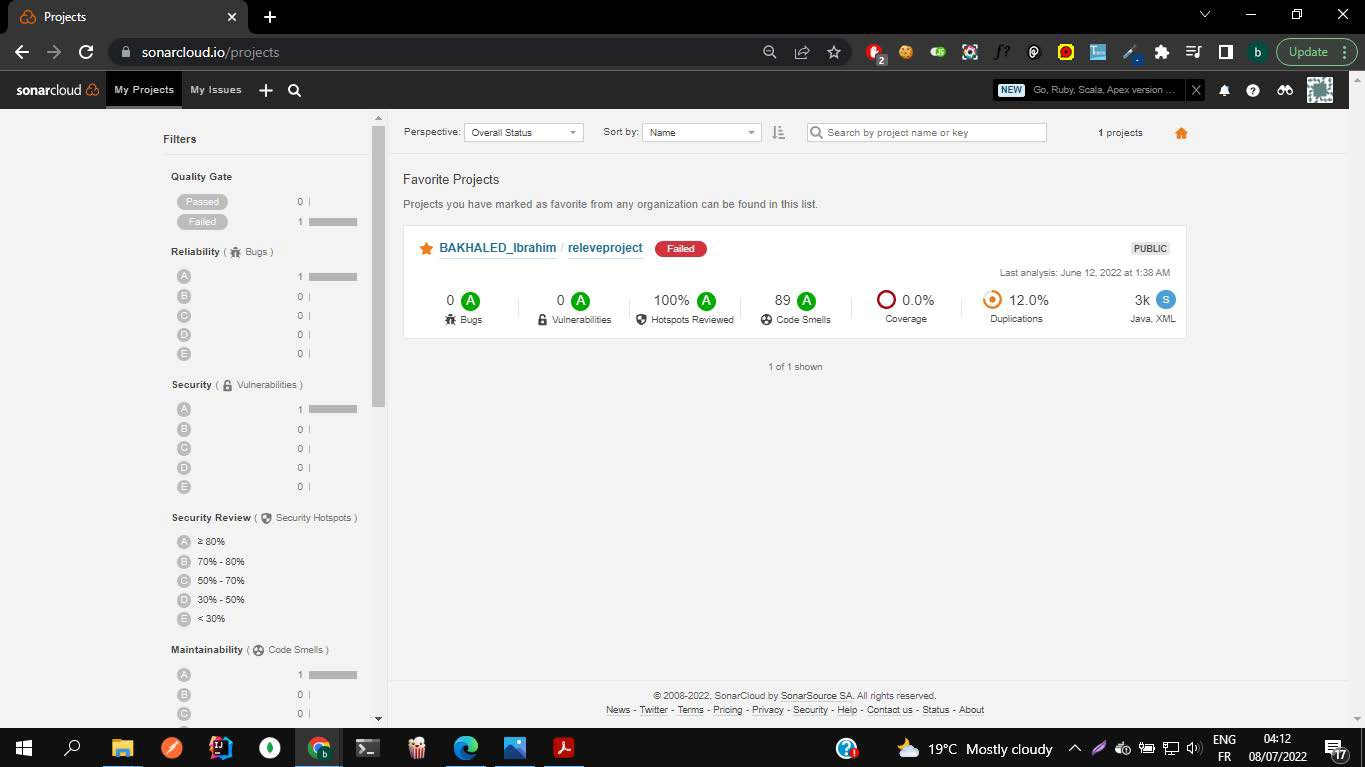 Projects
sonarcloud.io/projects
2
b
Update
sonarcloud
My Projects
My Issues
NEW
Go, Ruby, Scala, Apex version ...
Filters
Perspective:
Overall Status
Sort by:
Name
Search by project name or key
1 projects
Quality Gate
Passed
0
Failed
1
Reliability ( Bugs )
A
1
B
0
C
0
D
0
E
0
Security ( Vulnerabilities )
A
1
B
0
C
0
D
0
E
0
Security Review ( Security Hotspots )
A ≥ 80%
B 70% - 80%
C 50% - 70%
D 30% - 50%
E < 30%
Maintainability ( Code Smells )
A
1
B
0
C
0
Favorite Projects
Projects you have marked as favorite from any organization can be found in this list.
BAKHALED_Ibrahim / releveproject
Failed
PUBLIC
Last analysis: June 12, 2022 at 1:38 AM
0 A
Bugs
0 A
Vulnerabilities
100% A
Hotspots Reviewed
89 A
Code Smells
0.0%
Coverage
12.0%
Duplications
3k S
Java, XML
1 of 1 shown
© 2008-2022, SonarCloud by SonarSource SA. All rights reserved.
News - Twitter - Terms - Pricing - Privacy - Security - Help - Contact us - Status - About
19°C Mostly cloudy
ENG
FR
04:12
08/07/2022
17